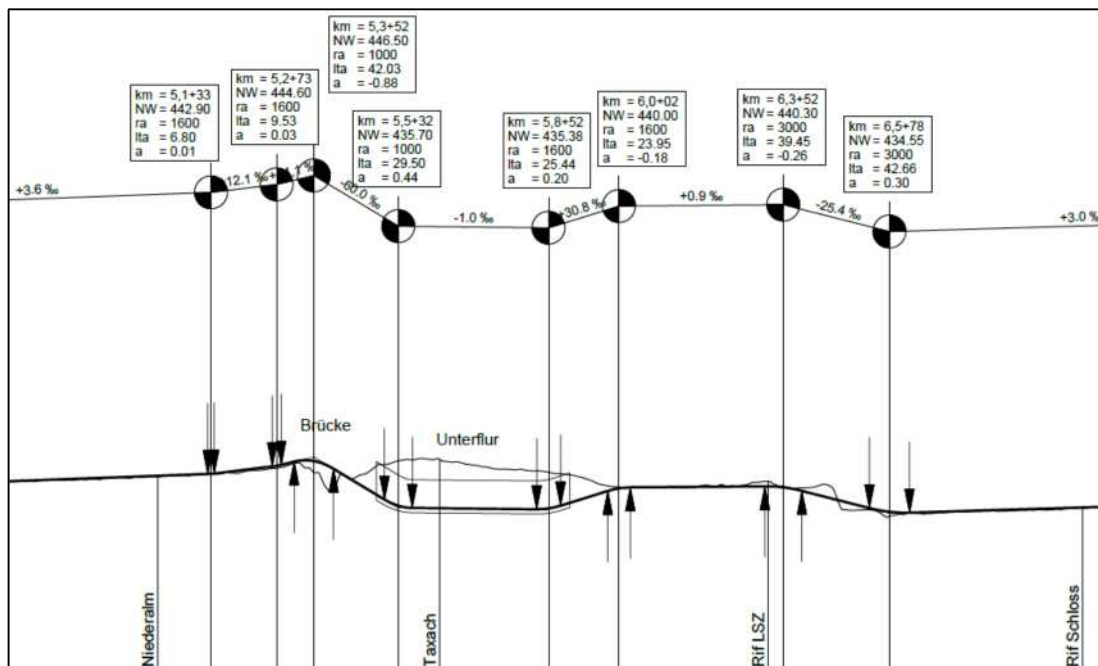 km = 5,1+33
NW = 442.90
ra = 1600
lta = 6.80
a = 0.01
km = 5,2+73
NW = 444.60
ra = 1600
lta = 9.53
a = 0.03
km = 5,3+52
NW = 446.50
ra = 1000
lta = 42.03
a = -0.88
km = 5,5+32
NW = 435.70
ra = 1000
lta = 29.50
a = 0.44
km = 5,8+52
NW = 435.38
ra = 1600
lta = 25.44
a = 0.20
km = 6,0+02
NW = 440.00
ra = 1600
lta = 23.95
a = -0.18
km = 6,3+52
NW = 440.30
ra = 3000
lta = 39.45
a = -0.26
km = 6,5+78
NW = 434.55
ra = 3000
lta = 42.66
a = 0.30
+3.6 ‰
12.1 ‰
-60.0 ‰
-1.0 ‰
+30.8 ‰
+0.9 ‰
-25.4 ‰
+3.0 ‰
Brücke
Unterflur
Niederalm
Taxach
Rif LSZ
Rif Schloss